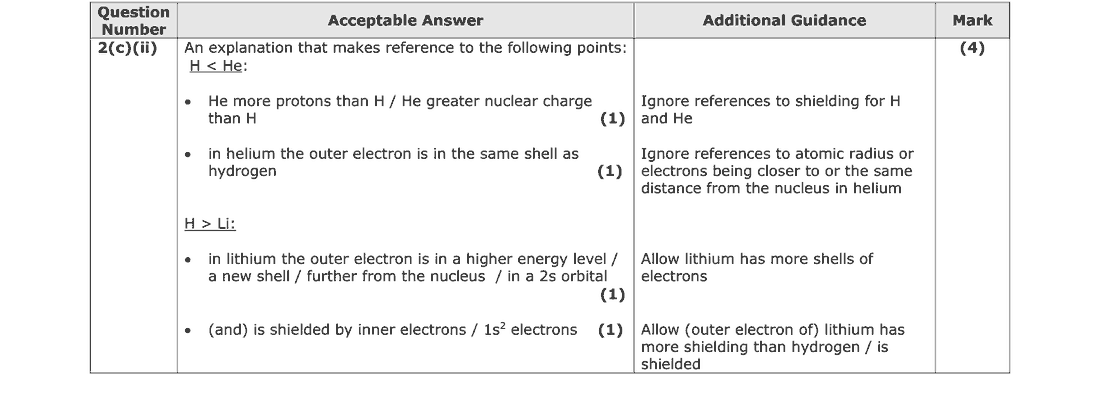 Question Number	Acceptable Answer	Additional Guidance	Mark
2(c)(ii)
An explanation that makes reference to the following points:
H < He:
• He more protons than H / He greater nuclear charge
than H (1)
• in helium the outer electron is in the same shell as
hydrogen (1)
H > Li:
• in lithium the outer electron is in a higher energy level /
a new shell / further from the nucleus / in a 2s orbital
(1)
• (and) is shielded by inner electrons / 1s² electrons (1)
Ignore references to shielding for H
and He
Ignore references to atomic radius or
electrons being closer to or the same
distance from the nucleus in helium
Allow lithium has more shells of
electrons
Allow (outer electron of) lithium has
more shielding than hydrogen / is
shielded
(4)